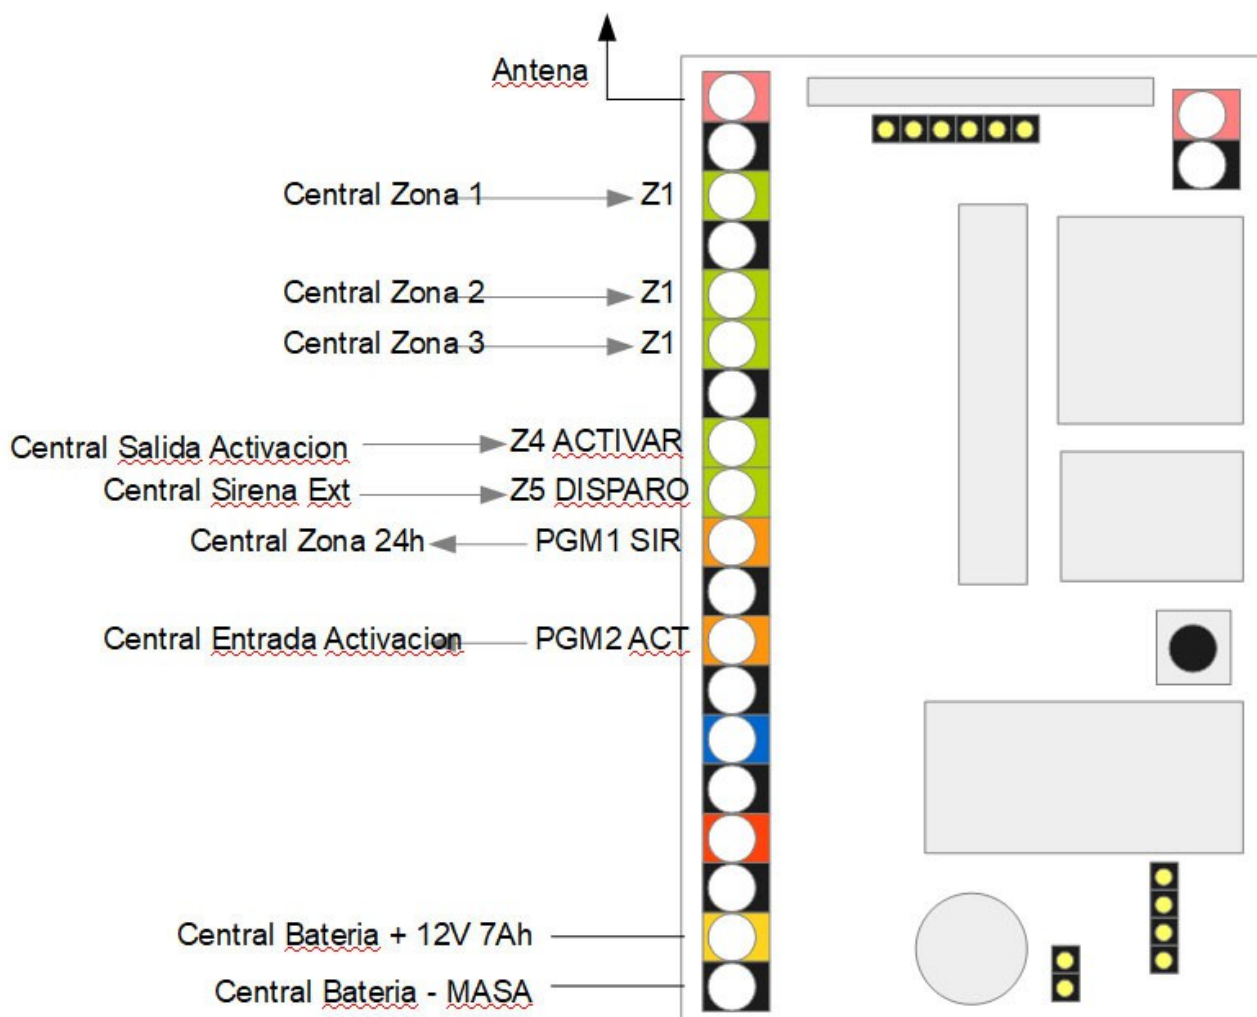 Antena
Central Zona 1 Z1
Central Zona 2 Z1
Central Zona 3 Z1
Central Salida Activacion Z4 ACTIVAR
Central Sirena Ext Z5 DISPARO
Central Zona 24h PGM1 SIR
Central Entrada Activacion PGM2 ACT
Central Bateria + 12V 7Ah
Central Bateria - MASA